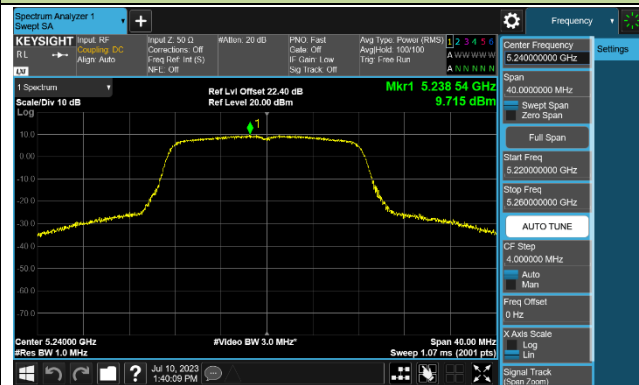 Spectrum Analyzer 1
Swept SA
Frequency
KEYSIGHT
RL
LXI
Input: RF
Coupling: DC
Align: Auto
Input Z: 50 Ω
Corrections: Off
Freq Ref: Int (S)
NFE: Off
#Atten: 20 dB
PNO: Fast
Gate: Off
IF Gain: Low
Sig Track: Off
Avg Type: Power (RMS)
Avg|Hold: 100/100
Trig: Free Run
1 2 3 4 5 6
A W W W W W
A N N N N N
1 Spectrum
Scale/Div 10 dB
Log
Ref Lvl Offset 22.40 dB
Ref Level 20.00 dBm
Mkr1 5.238 54 GHz
9.715 dBm
1
10.0
0.00
-10.0
-20.0
-30.0
-40.0
-50.0
-60.0
-70.0
Center 5.24000 GHz
#Res BW 1.0 MHz
#Video BW 3.0 MHz*
Span 40.00 MHz
Sweep 1.07 ms (2001 pts)
Jul 10, 2023
1:40:09 PM
Center Frequency
5.240000000 GHz
Span
40.0000000 MHz
Swept Span
Zero Span
Full Span
Start Freq
5.220000000 GHz
Stop Freq
5.260000000 GHz
AUTO TUNE
CF Step
4.000000 MHz
Auto
Man
Freq Offset
0 Hz
X Axis Scale
Log
Lin
Signal Track
(Span Zoom)
Settings